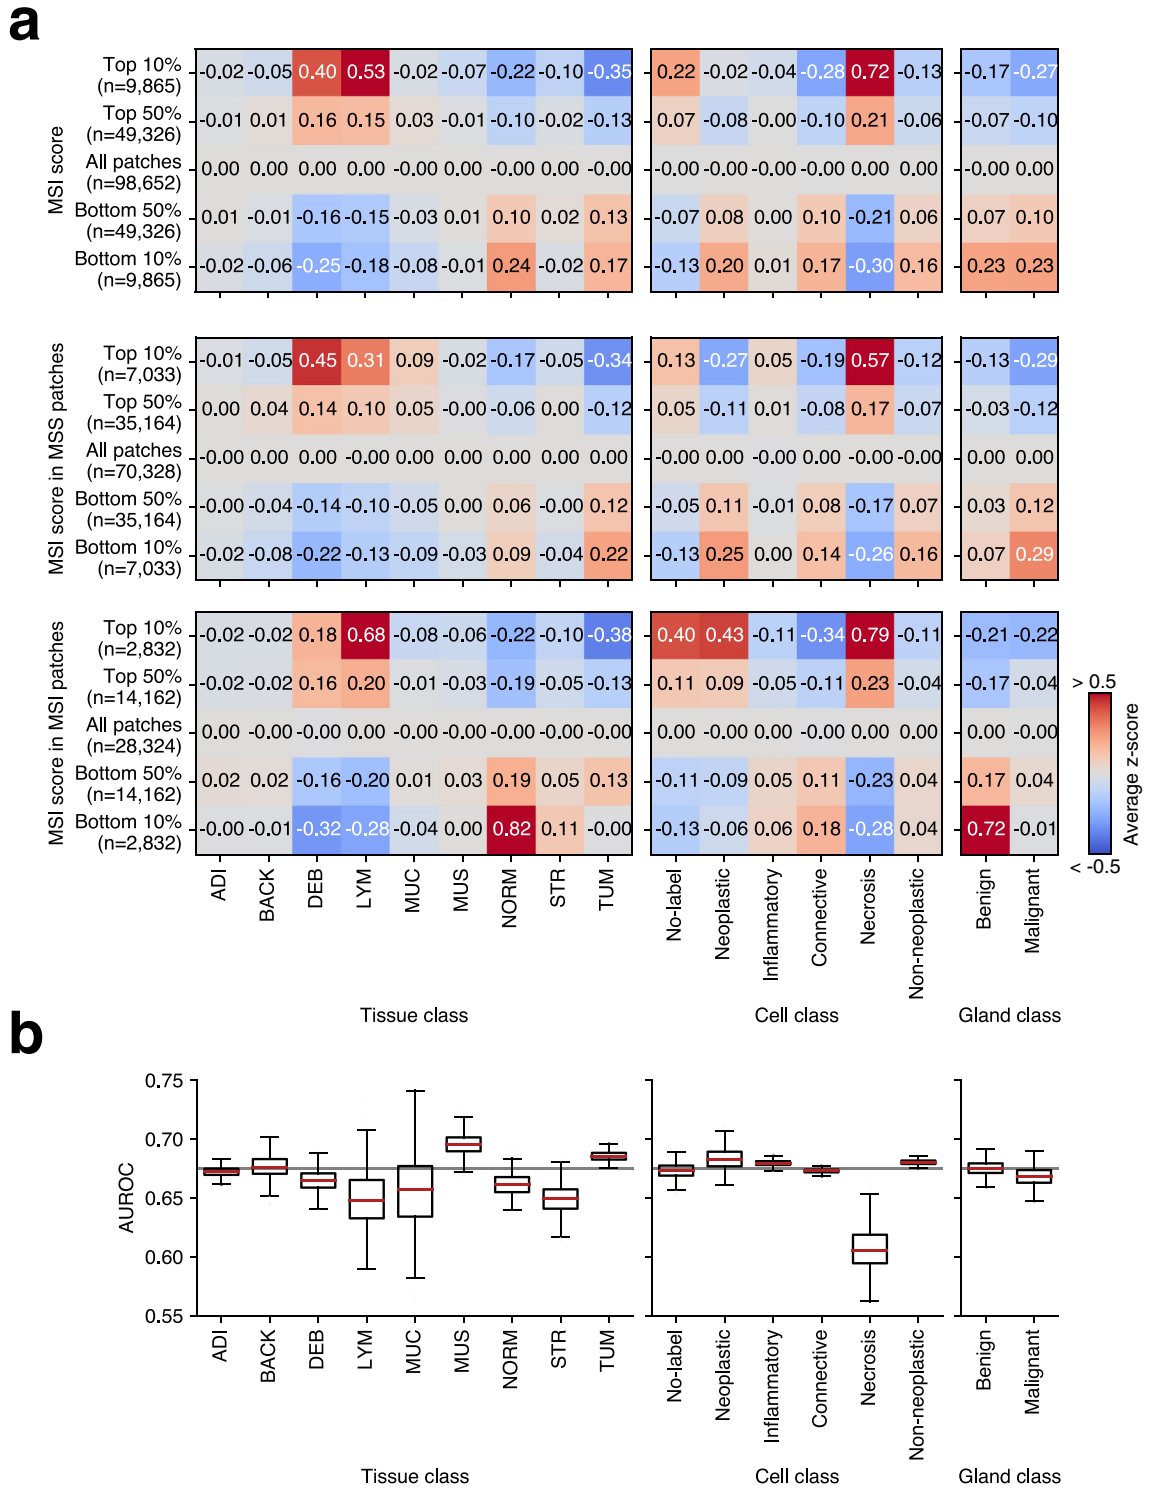 a
MSI score
Top 10%
(n=9,865)
-0.02 -0.05 0.40 0.53 -0.02 -0.07 -0.22 -0.10 -0.35 0.22 -0.02 -0.04 -0.28 0.72 -0.13 -0.17 -0.27
Top 50%
(n=49,326)
-0.01 0.01 0.16 0.15 0.03 -0.01 -0.10 -0.02 -0.13 0.07 -0.08 -0.00 -0.10 0.21 -0.06 -0.07 -0.10
All patches
(n=98,652)
0.00 0.00 0.00 0.00 0.00 -0.00 -0.00 0.00 -0.00 -0.00 -0.00 -0.00 -0.00 0.00 -0.00 -0.00 0.00
Bottom 50%
(n=49,326)
0.01 -0.01 -0.16 -0.15 -0.03 0.01 0.10 0.02 0.13 -0.07 0.08 0.00 0.10 -0.21 0.06 0.07 0.10
Bottom 10%
(n=9,865)
-0.02 -0.06 -0.25 -0.18 -0.08 -0.01 0.24 -0.02 0.17 -0.13 0.20 0.01 0.17 -0.30 0.16 0.23 0.23
MSI score in MSS patches
Top 10%
(n=7,033)
-0.01 -0.05 0.45 0.31 0.09 -0.02 -0.17 -0.05 -0.34 0.13 -0.27 0.05 -0.19 0.57 -0.12 -0.13 -0.29
Top 50%
(n=35,164)
0.00 0.04 0.14 0.10 0.05 -0.00 -0.06 0.00 -0.12 0.05 -0.11 0.01 -0.08 0.17 -0.07 -0.03 -0.12
All patches
(n=70,328)
-0.00 0.00 0.00 -0.00 0.00 0.00 0.00 0.00 0.00 -0.00 0.00 -0.00 0.00 -0.00 -0.00 0.00 0.00
Bottom 50%
(n=35,164)
-0.00 -0.04 -0.14 -0.10 -0.05 0.00 0.06 -0.00 0.12 -0.05 0.11 -0.01 0.08 -0.17 0.07 0.03 0.12
Bottom 10%
(n=7,033)
-0.02 -0.08 -0.22 -0.13 -0.09 -0.03 0.09 -0.04 0.22 -0.13 0.25 0.00 0.14 -0.26 0.16 0.07 0.29
MSI score in MSI patches
Top 10%
(n=2,832)
-0.02 -0.02 0.18 0.68 -0.08 -0.06 -0.22 -0.10 -0.38 0.40 0.43 -0.11 -0.34 0.79 -0.11 -0.21 -0.22
Top 50%
(n=14,162)
-0.02 -0.02 0.16 0.20 -0.01 -0.03 -0.19 -0.05 -0.13 0.11 0.09 -0.05 -0.11 0.23 -0.04 -0.17 -0.04
All patches
(n=28,324)
0.00 -0.00 0.00 0.00 -0.00 0.00 -0.00 -0.00 -0.00 0.00 0.00 -0.00 0.00 -0.00 0.00 0.00 -0.00
Bottom 50%
(n=14,162)
0.02 0.02 -0.16 -0.20 0.01 0.03 0.19 0.05 0.13 -0.11 -0.09 0.05 0.11 -0.23 0.04 0.17 0.04
Bottom 10%
(n=2,832)
-0.00 -0.01 -0.32 -0.28 -0.04 0.00 0.82 0.11 -0.00 -0.13 -0.06 0.06 0.18 -0.28 0.04 0.72 -0.01
> 0.5
Average z-score
< -0.5
ADI BACK DEB LYM MUC MUS NORM STR TUM No-label Neoplastic Inflammatory Connective Necrosis Non-neoplastic Benign Malignant
Tissue class Cell class Gland class
b
AUROC
0.75
0.70
0.65
0.60
0.55
ADI BACK DEB LYM MUC MUS NORM STR TUM No-label Neoplastic Inflammatory Connective Necrosis Non-neoplastic Benign Malignant
Tissue class Cell class Gland class